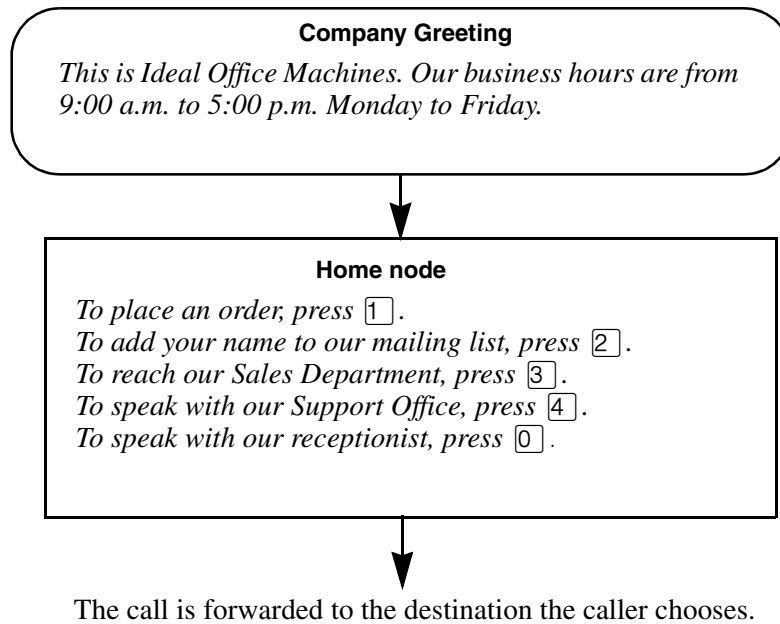 Company Greeting
This is Ideal Office Machines. Our business hours are from
9:00 a.m. to 5:00 p.m. Monday to Friday.
Home node
To place an order, press 1 .
To add your name to our mailing list, press 2 .
To reach our Sales Department, press 3 .
To speak with our Support Office, press 4 .
To speak with our receptionist, press 0 .
The call is forwarded to the destination the caller chooses.